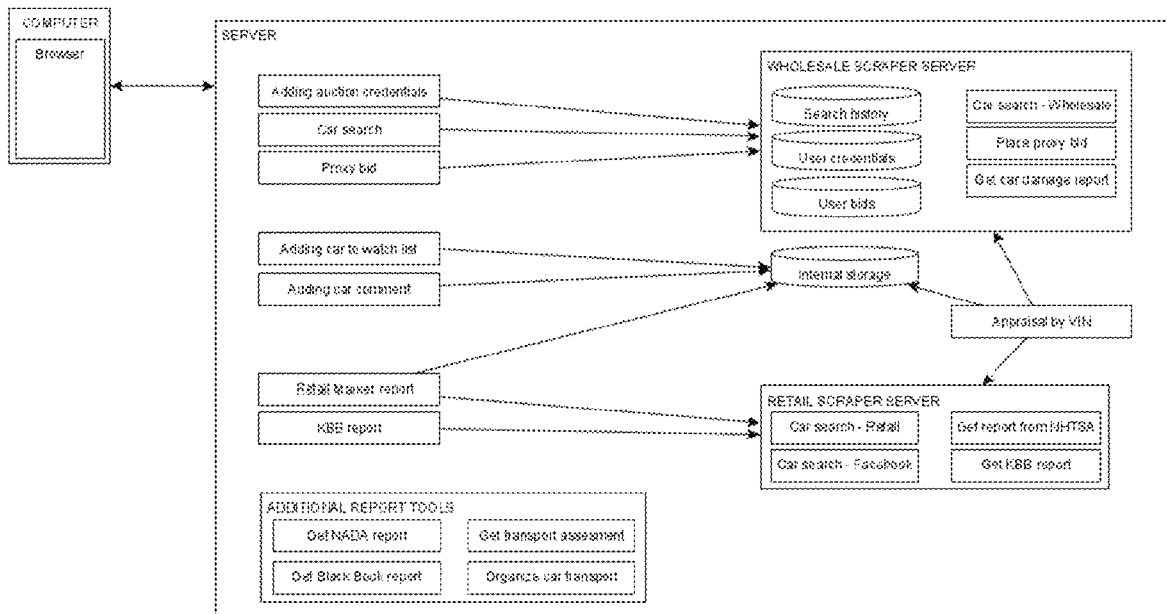 COMPUTER
Browser
SERVER
Adding auction credentials
Car search
Proxy bid
WHOLESALE SCRAPER SERVER
Search history
User credentials
User bids
Car search - Wholesale
Place proxy bid
Get car damage report
Adding car to watch list
Adding car comment
Internal storage
Appraisal by VIN
Retail Market report
KBB report
RETAIL SCRAPER SERVER
Car search - Retail
Car search - Facebook
Get report from NHTSA
Get KBB report
ADDITIONAL REPORT TOOLS
Get NADA report
Get Black Book report
Get transport assesment
Organize car transport